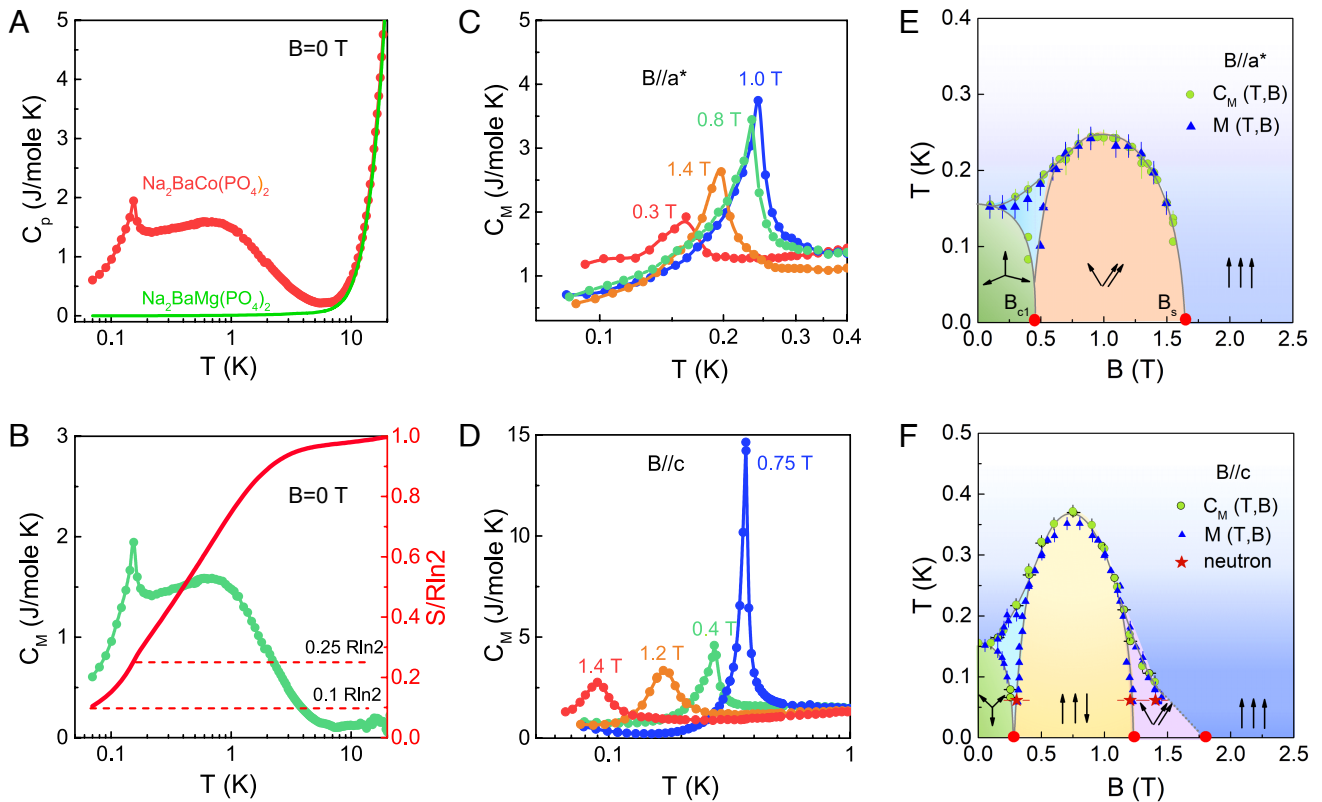 A
B=0 T
Na₂BaCo(PO₄)₂
Na₂BaMg(PO₄)₂
Cₚ (J/mole K)
5
4
3
2
1
0
0.1
1
10
T (K)
C
B//a*
1.0 T
0.8 T
1.4 T
0.3 T
C_M (J/mole K)
5
4
3
2
1
0
0.1
0.2
0.3
0.4
T (K)
E
B//a*
C_M (T,B)
M (T,B)
B_c1
B_s
T (K)
0.4
0.3
0.2
0.1
0.0
0.0
0.5
1.0
1.5
2.0
2.5
B (T)
B
B=0 T
0.25 Rln2
0.1 Rln2
C_M (J/mole K)
3
2
1
0
S/Rln2
1.0
0.8
0.6
0.4
0.2
0.0
0.1
1
10
T (K)
D
B//c
0.75 T
0.4 T
1.2 T
1.4 T
C_M (J/mole K)
15
10
5
0
0.1
1
T (K)
F
B//c
C_M (T,B)
M (T,B)
neutron
T (K)
0.5
0.4
0.3
0.2
0.1
0.0
0.0
0.5
1.0
1.5
2.0
2.5
B (T)